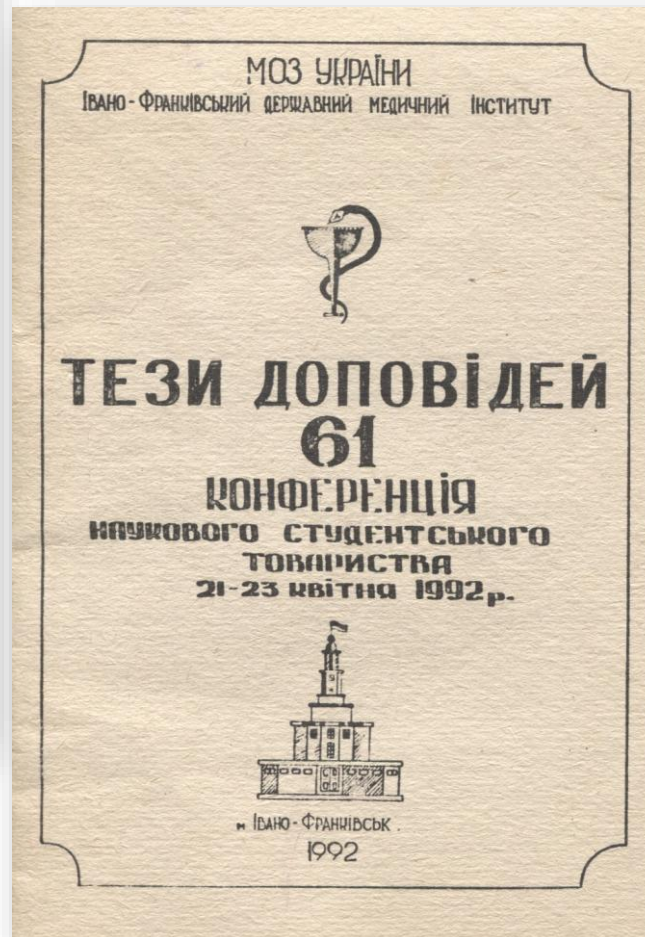 МОЗ УКРАЇНИ
ІВАНО-ФРАНКІВСЬКИЙ ДЕРЖАВНИЙ МЕДИЧНИЙ ІНСТИТУТ
ТЕЗИ ДОПОВіДЕЙ
61
КОНФЕРЕНЦіЯ
НАУКОВОГО СТУДЕНТСЬКОГО
ТОВАРИСТВА
21-23 КВіТНЯ 1992р.
м ІВАНО-ФРАНКІВСЬК.
1992